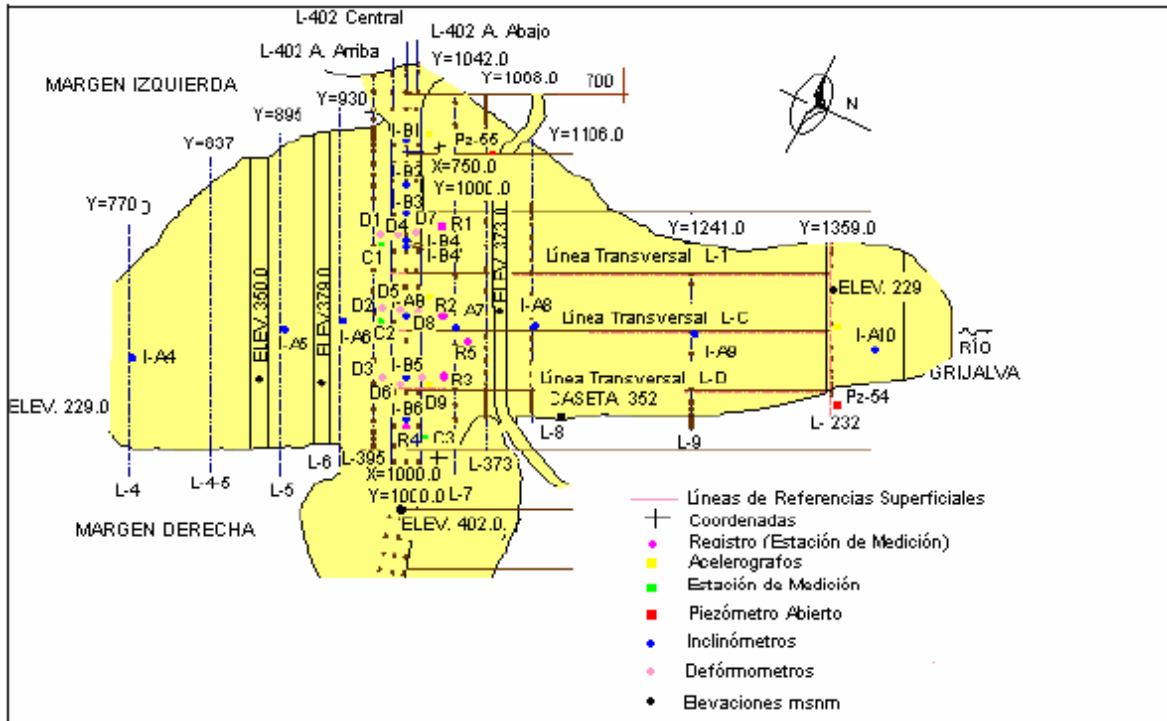 L-402 Central
L-402 A. Abajo
L-402 A. Arriba
Y=1042.0
Y=1068.0
700
MARGEN IZQUIERDA
Y=930
Y=895
Y=837
Y=770
N
Y=1106.0
I-B1
Pz-55
X=750.0
Y=1000.0
I-B2
I-B3
D1
D4
D7
R1
I-B4
I-B4'
C1
ELEV. 373.0
Y=1241.0
Y=1359.0
Línea Transversal L-1
ELEV. 229
ELEV. 350.0
ELEV. 379.0
D5
D2
A8
R2
A7
I-A8
D8
C2
Línea Transversal L-C
I-A4
I-A5
I-A6
R5
I-A9
I-A10
RÍO
GRIJALVA
D3
I-B5
R3
D6
D9
Línea Transversal L-D
CASETA 352
Pz-54
ELEV. 229.0
I-B6
R4
C3
L-8
L-9
L- 232
L-6
L-395
L-373
X=1000.0
Y=1000.0
L-7
L-4
L-4-5
L-5
MARGEN DERECHA
ELEV. 402.0.
Líneas de Referencias Superficiales
Coordenadas
Registro (Estación de Medición)
Acelerografos
Estación de Medición
Piezómetro Abierto
Inclinómetros
Defórmometros
Elevaciones msnm